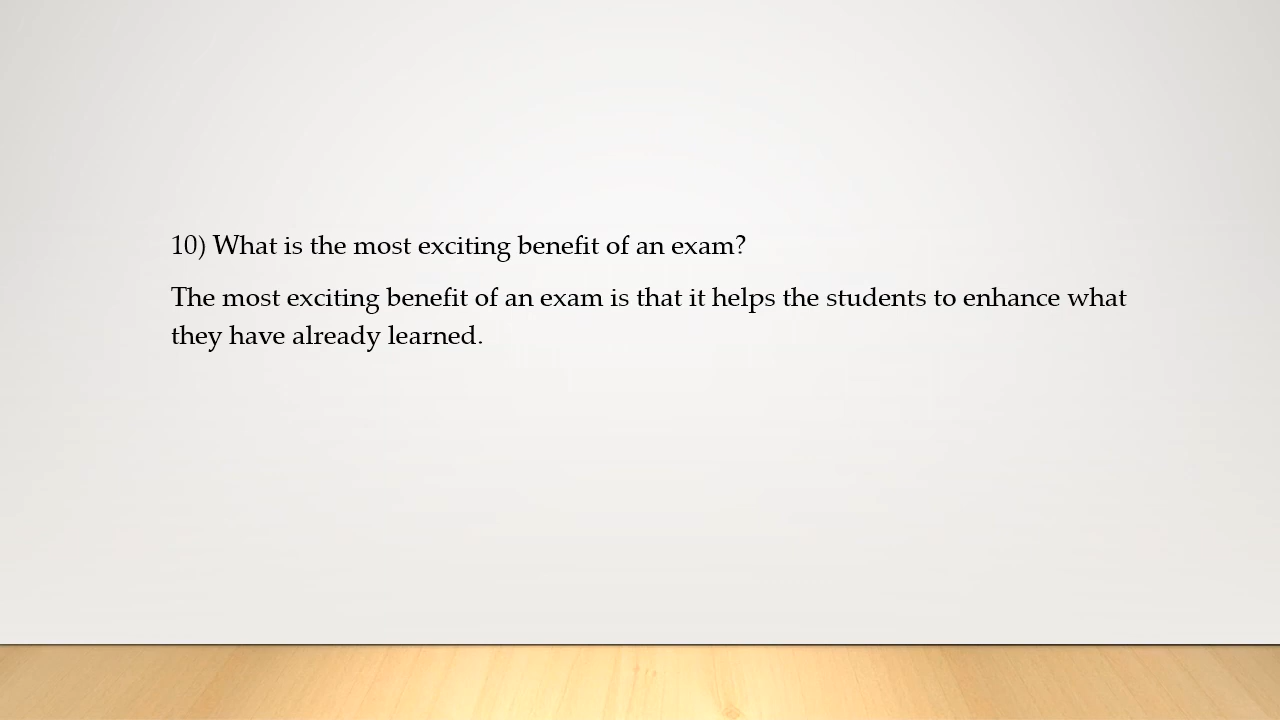 10) What is the most exciting benefit of an exam?
The most exciting benefit of an exam is that it helps the students to enhance what
they have already learned.